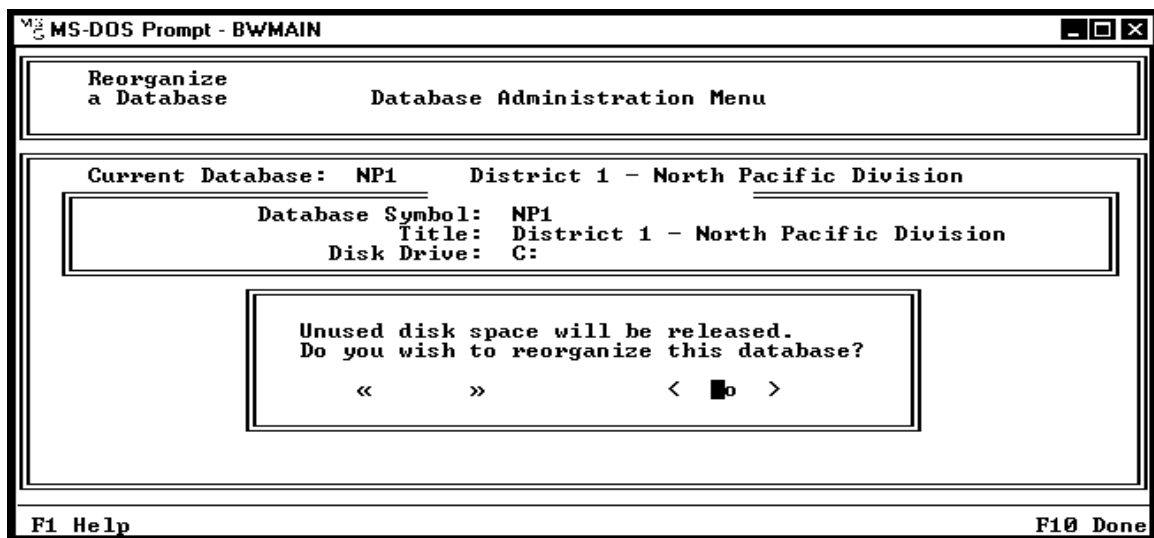 MS-DOS Prompt - BWMAIN
Reorganize
a Database Database Administration Menu
Current Database: NP1 District 1 - North Pacific Division
Database Symbol: NP1
Title: District 1 - North Pacific Division
Disk Drive: C:
Unused disk space will be released.
Do you wish to reorganize this database?
« » < o >
F1 Help F10 Done